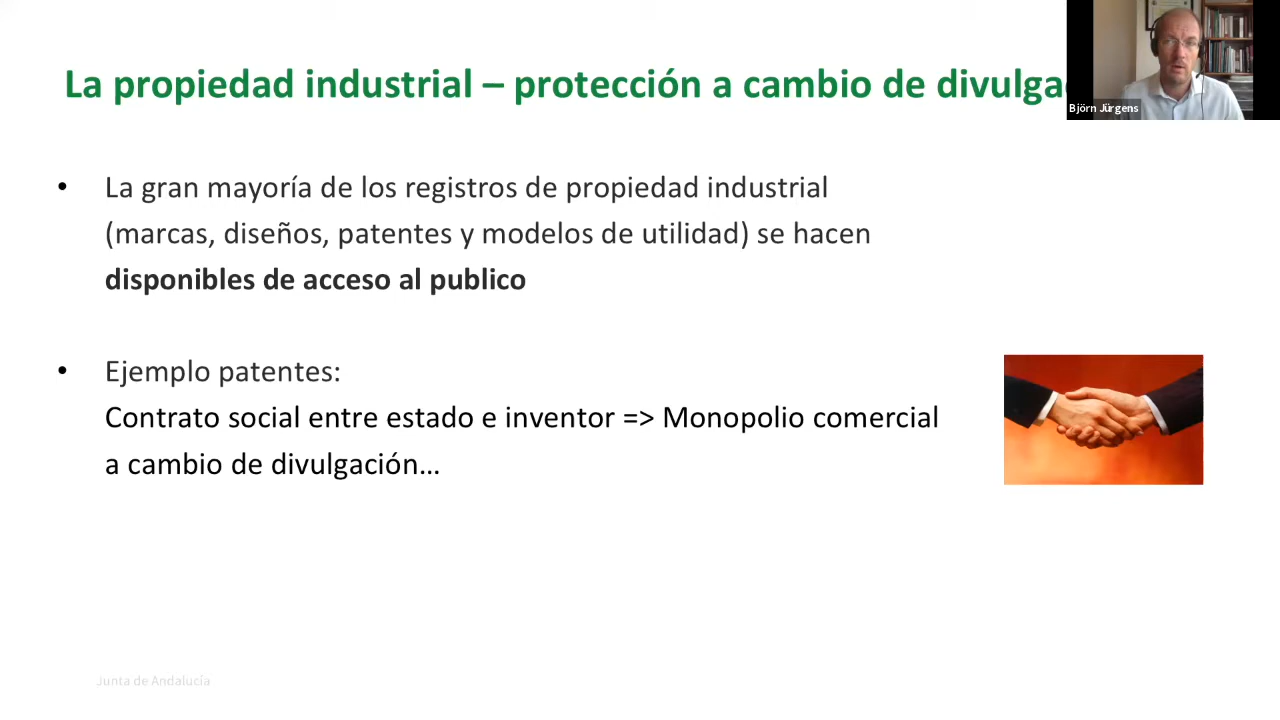 La propiedad industrial – protección a cambio de
Björn Jürgens
• La gran mayoría de los registros de propiedad industrial
(marcas, diseños, patentes y modelos de utilidad) se hacen
disponibles de acceso al publico
• Ejemplo patentes:
Contrato social entre estado e inventor => Monopolio comercial
a cambio de divulgación...
Junta de Andalucía